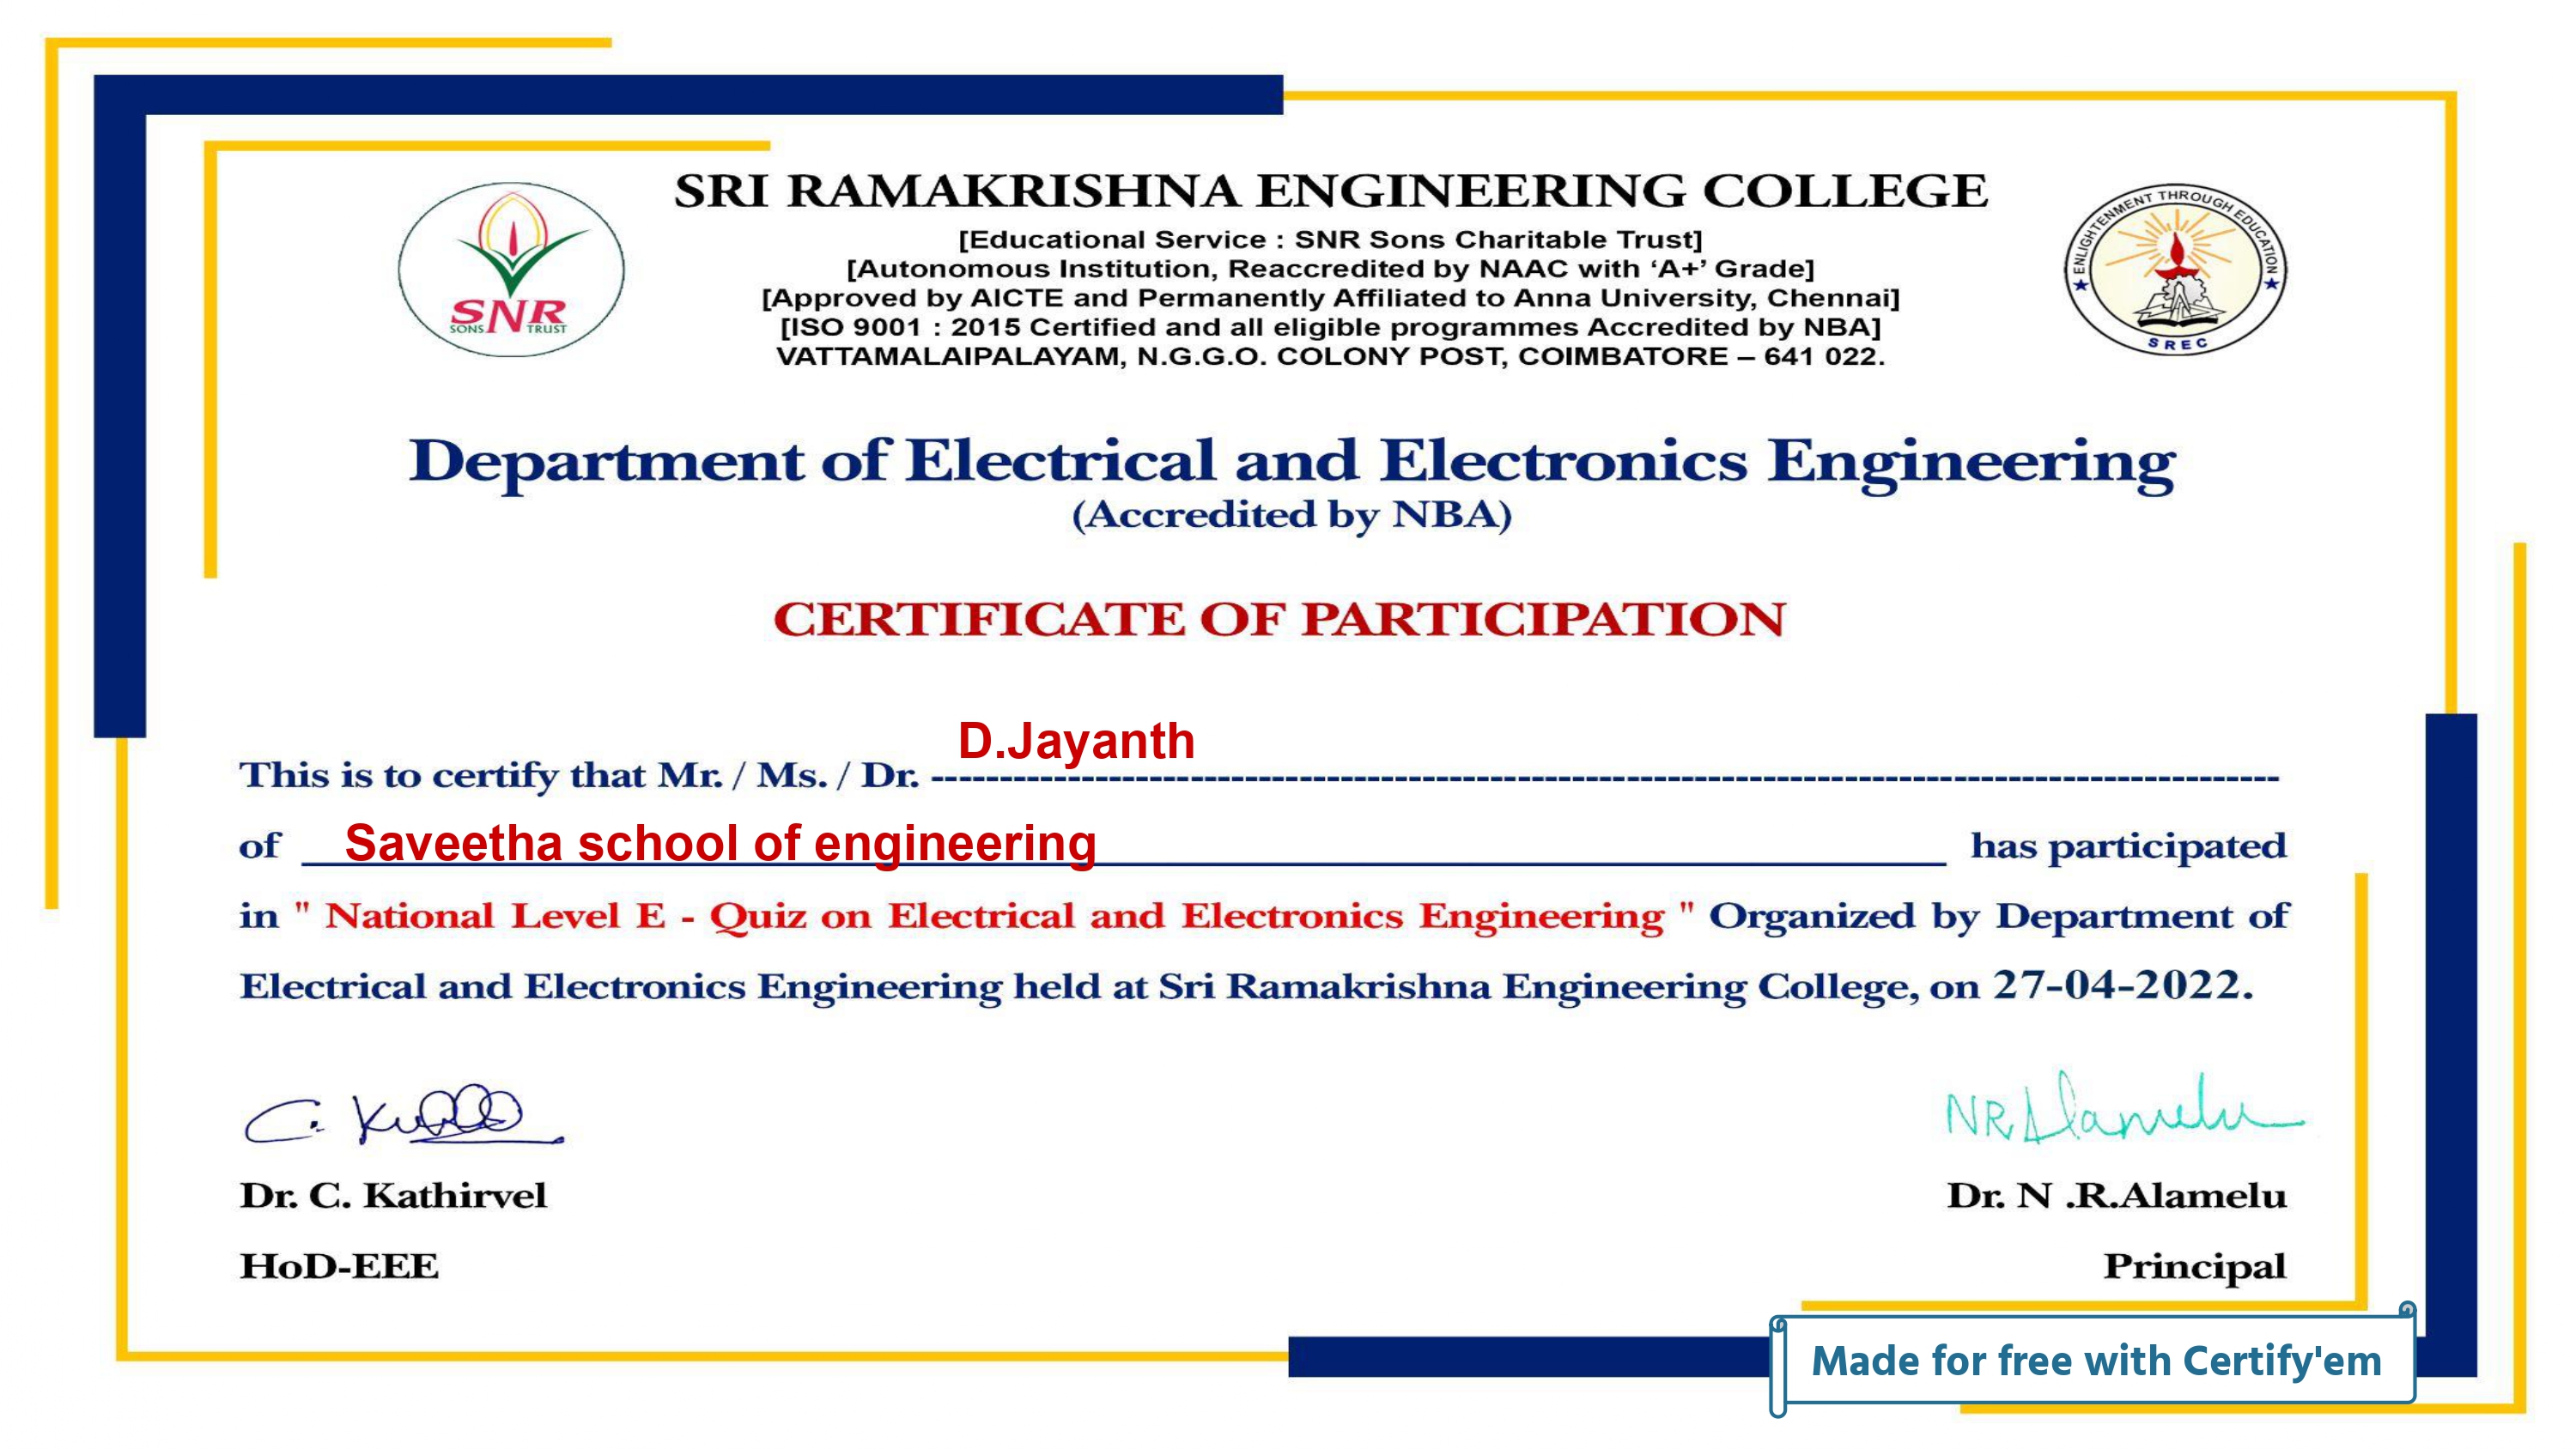 SRI RAMAKRISHNA ENGINEERING COLLEGE
[Educational Service : SNR Sons Charitable Trust]
[Autonomous Institution, Reaccredited by NAAC with ‘A+’ Grade]
[Approved by AICTE and Permanently Affiliated to Anna University, Chennai]
[ISO 9001 : 2015 Certified and all eligible programmes Accredited by NBA]
VATTAMALAIPALAYAM, N.G.G.O. COLONY POST, COIMBATORE – 641 022.
SNR
SONS TRUST
ENLIGHTENMENT THROUGH EDUCATION
SREC
Department of Electrical and Electronics Engineering
(Accredited by NBA)
CERTIFICATE OF PARTICIPATION
This is to certify that Mr. / Ms. / Dr. D.Jayanth
of Saveetha school of engineering has participated
in " National Level E - Quiz on Electrical and Electronics Engineering " Organized by Department of
Electrical and Electronics Engineering held at Sri Ramakrishna Engineering College, on 27-04-2022.
NR Alamelu
Dr. C. Kathirvel
Dr. N .R.Alamelu
HoD-EEE
Principal
Made for free with Certify'em